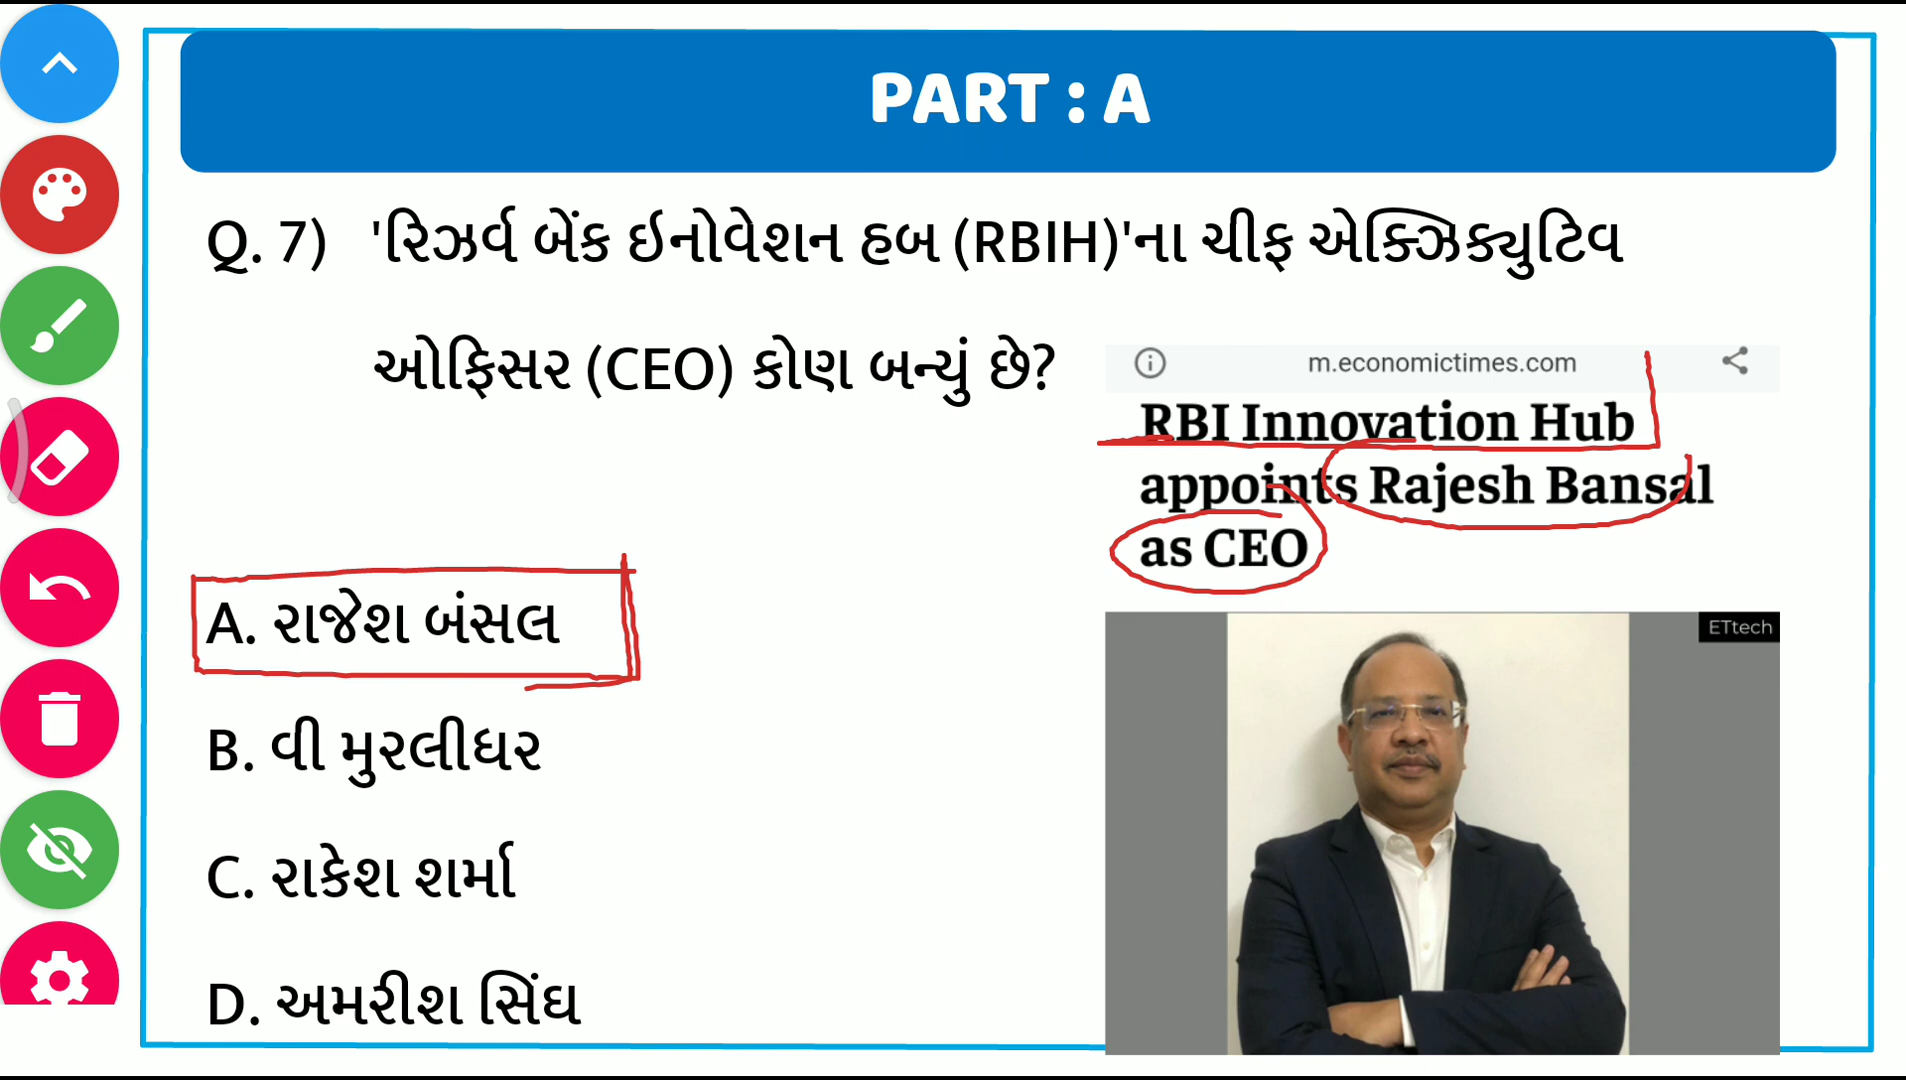 PART : A
Q. 7) 'રિઝર્વ બેંક ઇનોવેશન હબ (RBIH)'ના ચીફ એક્ઝિક્યુટિવ
ઓફિસર (CEO) કોણ બન્યું છે?
m.economictimes.com
RBI Innovation Hub
appoints Rajesh Bansal
as CEO
ETtech
A. રાજેશ બંસલ
B. વી મુરલીધર
C. રાકેશ શર્મા
D. અમરીશ સિંઘ